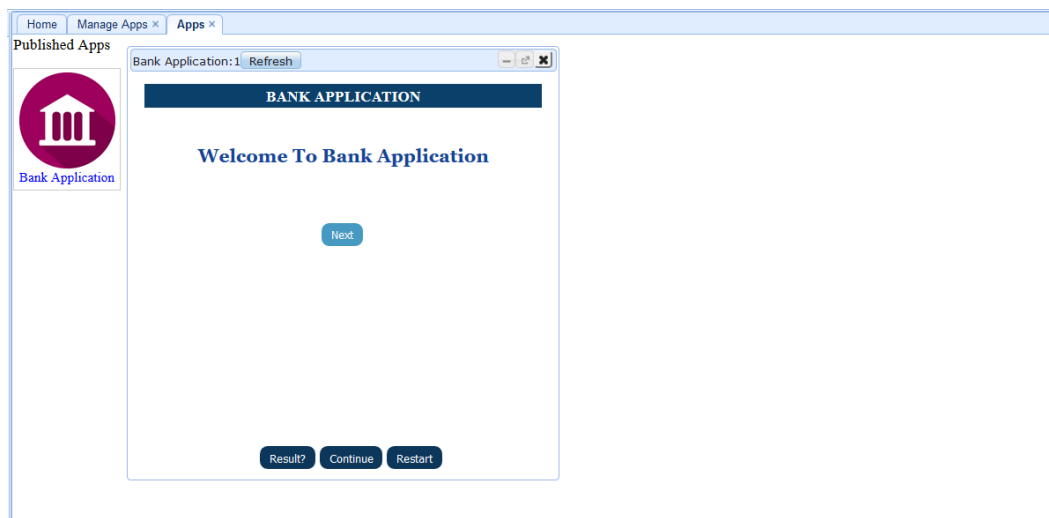 Home Manage Apps × Apps ×
Published Apps
Bank Application
Bank Application:1 Refresh
BANK APPLICATION
Welcome To Bank Application
Next
Result? Continue Restart